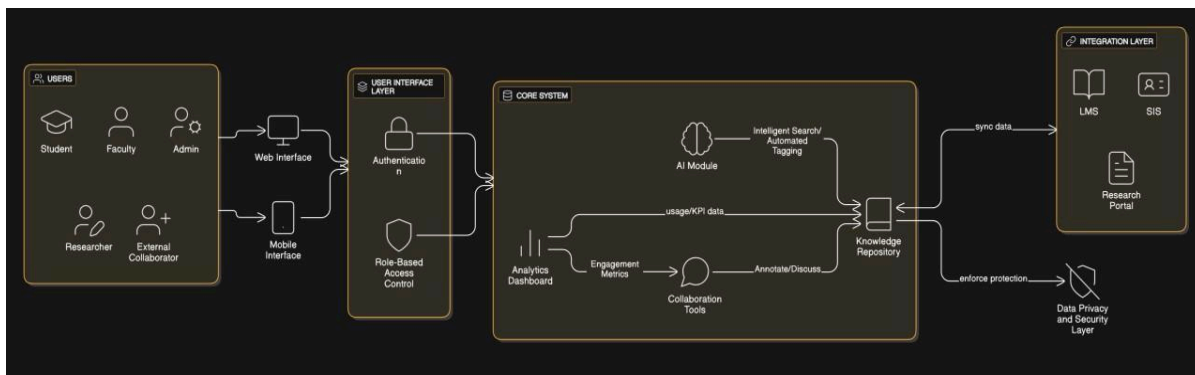 USERS
Student
Faculty
Admin
Researcher
External
Collaborator
Web Interface
Mobile
Interface
USER INTERFACE
LAYER
Authenticatio
n
Role-Based
Access
Control
CORE SYSTEM
AI Module
Intelligent Search/
Automated
Tagging
usage/KPI data
Analytics
Dashboard
Engagement
Metrics
Collaboration
Tools
Annotate/Discuss
Knowledge
Repository
sync data
enforce protection
INTEGRATION LAYER
LMS
SIS
Research
Portal
Data Privacy
and Security
Layer